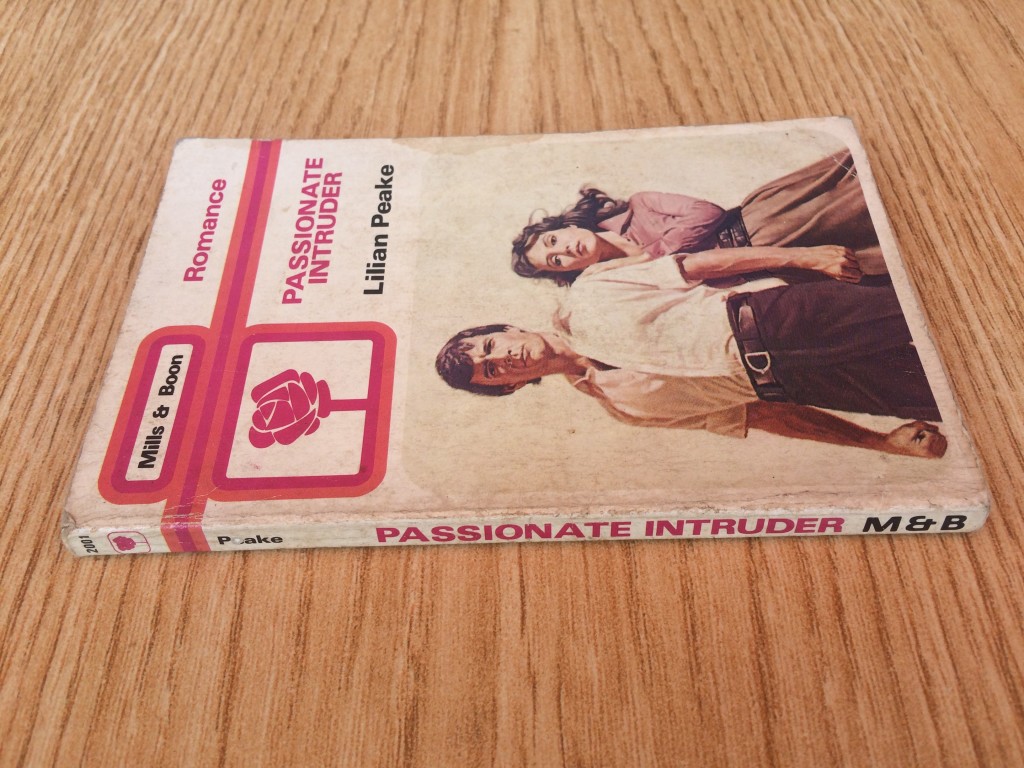 Mills & Boon
Romance
PASSIONATE
INTRUDER
Lilian Peake
2001
Peake
PASSIONATE INTRUDER
M&B